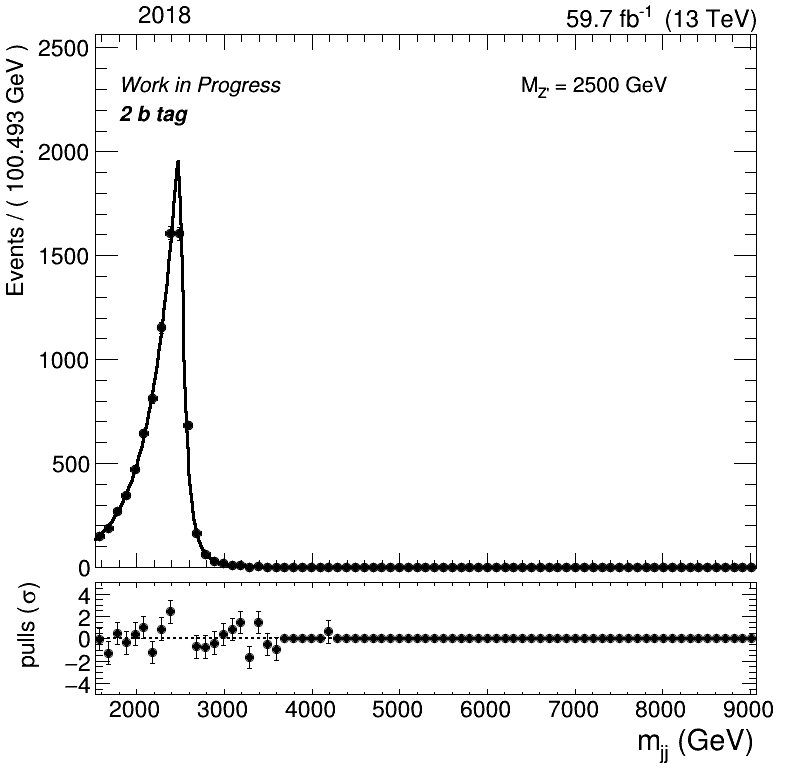 2018 59.7 fb⁻¹ (13 TeV)
Events / ( 100.493 GeV )
2500
2000
1500
1000
500
0
Work in Progress
2 b tag
M_Z' = 2500 GeV
pulls (σ)
4
2
0
−2
−4
2000 3000 4000 5000 6000 7000 8000 9000
m_jj (GeV)